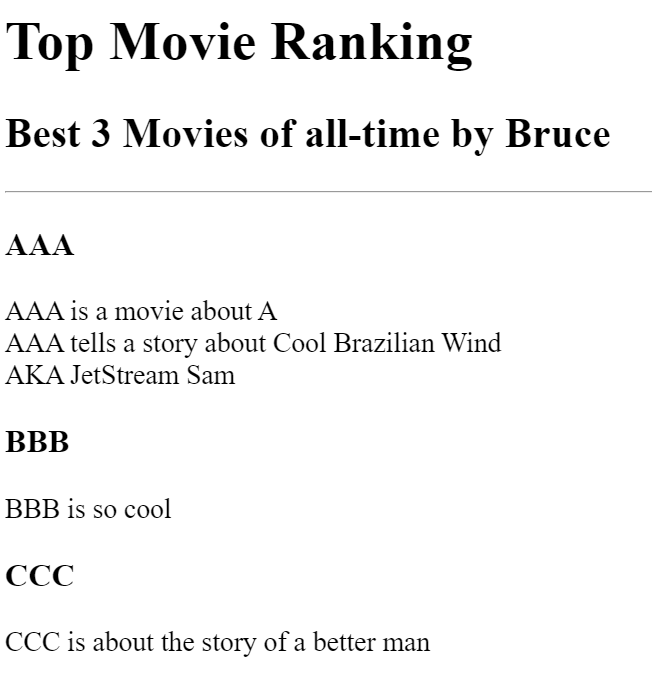 Top Movie Ranking
Best 3 Movies of all-time by Bruce
AAA
AAA is a movie about A
AAA tells a story about Cool Brazilian Wind
AKA JetStream Sam
BBB
BBB is so cool
CCC
CCC is about the story of a better man